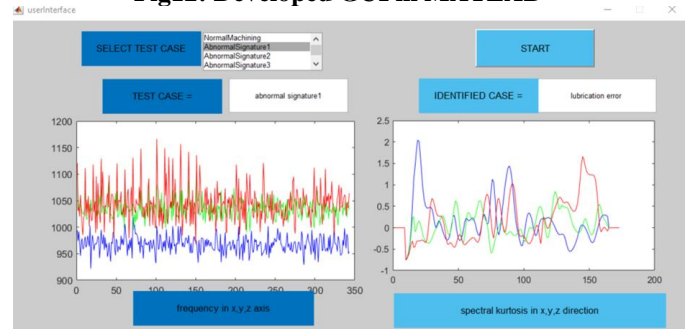 Fig12: Developed GUI in MATLAB
userInterface
SELECT TEST CASE
NormalMachining
AbnormalSignature1
AbnormalSignature2
AbnormalSignature3
START
TEST CASE =
abnormal signature1
IDENTIFIED CASE =
lubrication error
1200
1150
1100
1050
1000
950
900
0 50 100 150 200 250 300 350
frequency in x,y,z axis
2.5
2
1.5
1
0.5
0
-0.5
-1
0 50 100 150 200
spectral kurtosis in x,y,z direction